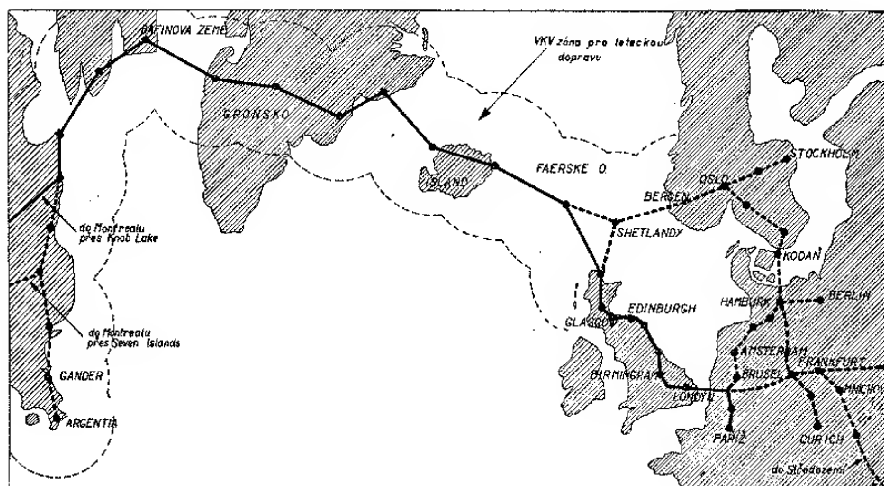 BAFINOVA ZEMĚ
VKV zóna pro leteckou
dopravu
GRÓNSKO
ISLAND
FAERSKÉ O.
STOCKHOLM
OSLO
BERGEN
SHETLANDY
do Montrealu
přes Knob Lake
KODAŇ
HAMBURK
BERLIN
GLASGOW
EDINBURGH
do Montrealu
přes Seven Islands
AMSTERDAM
FRANKFURT
GANDER
BIRMINGHAM
BRUSEL
LONDÝN
ARGENTIA
PAŘÍŽ
CURICH
do Středozemí